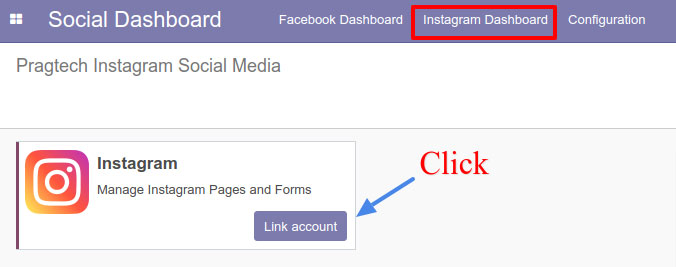 Social Dashboard Facebook Dashboard Instagram Dashboard Configuration
Pragtech Instagram Social Media
Instagram
Manage Instagram Pages and Forms
Click
Link account